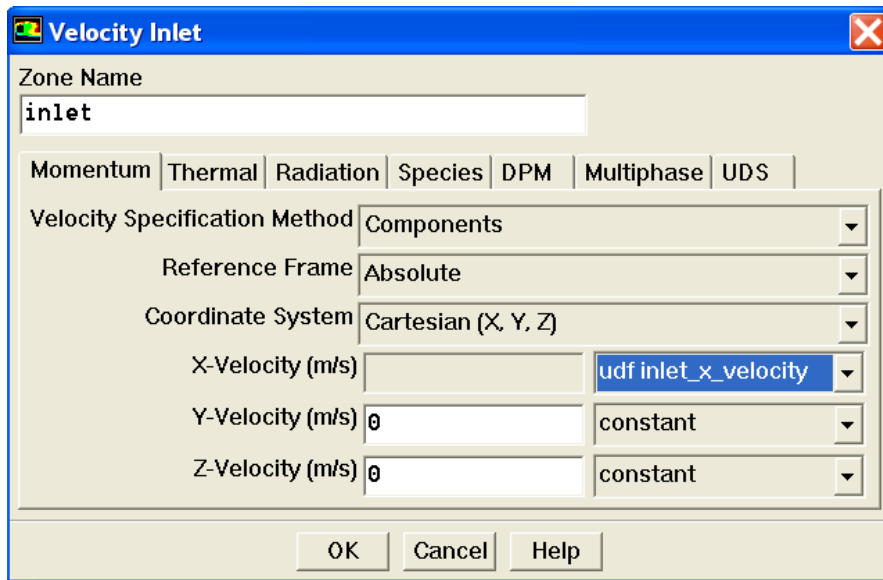 Velocity Inlet
Zone Name
inlet
Momentum Thermal Radiation Species DPM Multiphase UDS
Velocity Specification Method Components
Reference Frame Absolute
Coordinate System Cartesian (X, Y, Z)
X-Velocity (m/s) udf inlet_x_velocity
Y-Velocity (m/s) 0 constant
Z-Velocity (m/s) 0 constant
OK Cancel Help